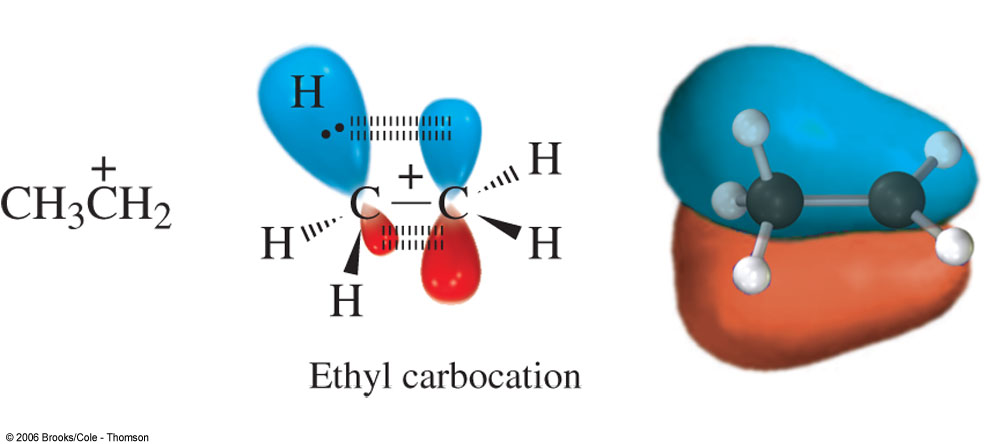 H
+
CH₃CH₂
+
C — C
H
H
H
H
Ethyl carbocation
© 2006 Brooks/Cole - Thomson